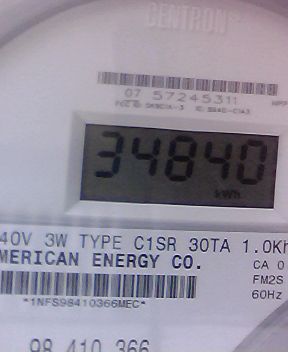 CENTRON
07 57245311
34840
kWh
40V 3W TYPE C1SR 30TA 1.0Kh
MERICAN ENERGY CO.
CA 0
FM2S
60Hz
*1NFS98410366MEC*
98 410 366